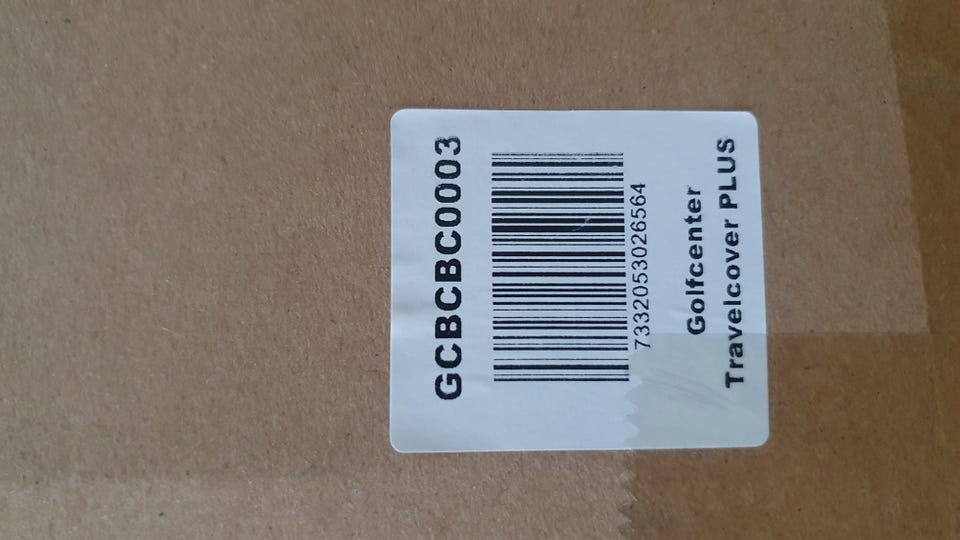 GCBCBC0003
7332053026564
Golfcenter
Travelcover PLUS